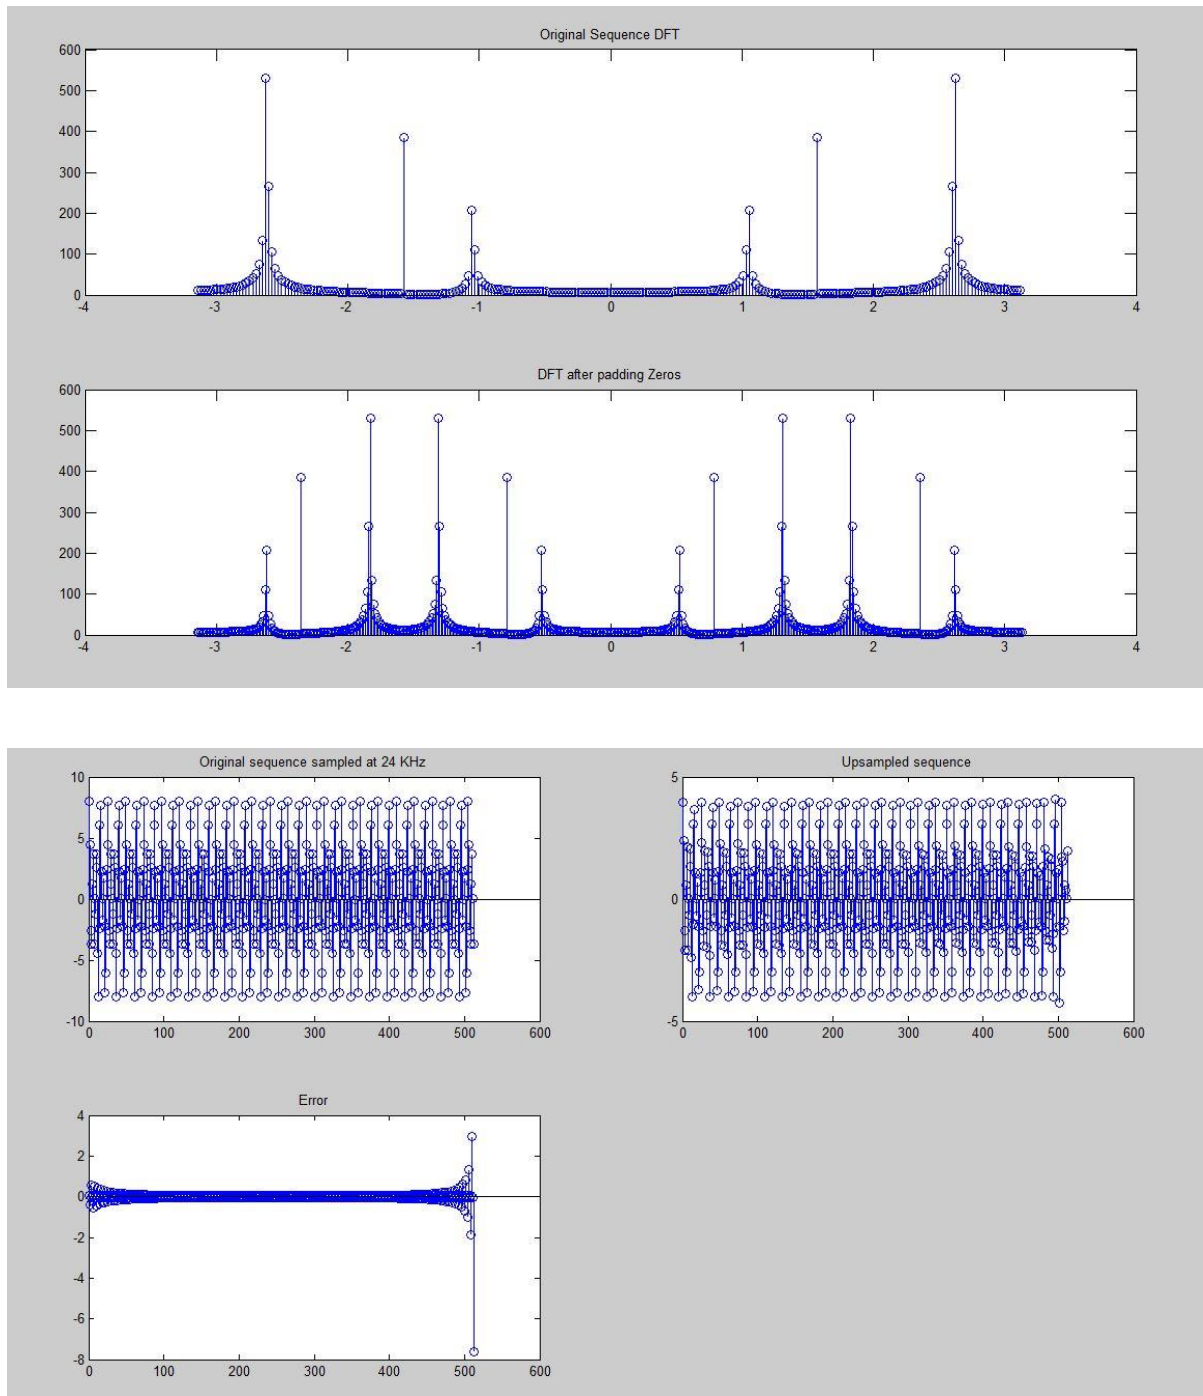 Original Sequence DFT
600
500
400
300
200
100
0
-4 -3 -2 -1 0 1 2 3 4
DFT after padding Zeros
600
500
400
300
200
100
0
-4 -3 -2 -1 0 1 2 3 4
Original sequence sampled at 24 KHz
10
5
0
-5
-10
0 100 200 300 400 500 600
Upsampled sequence
5
0
-5
0 100 200 300 400 500 600
Error
4
2
0
-2
-4
-6
-8
0 100 200 300 400 500 600